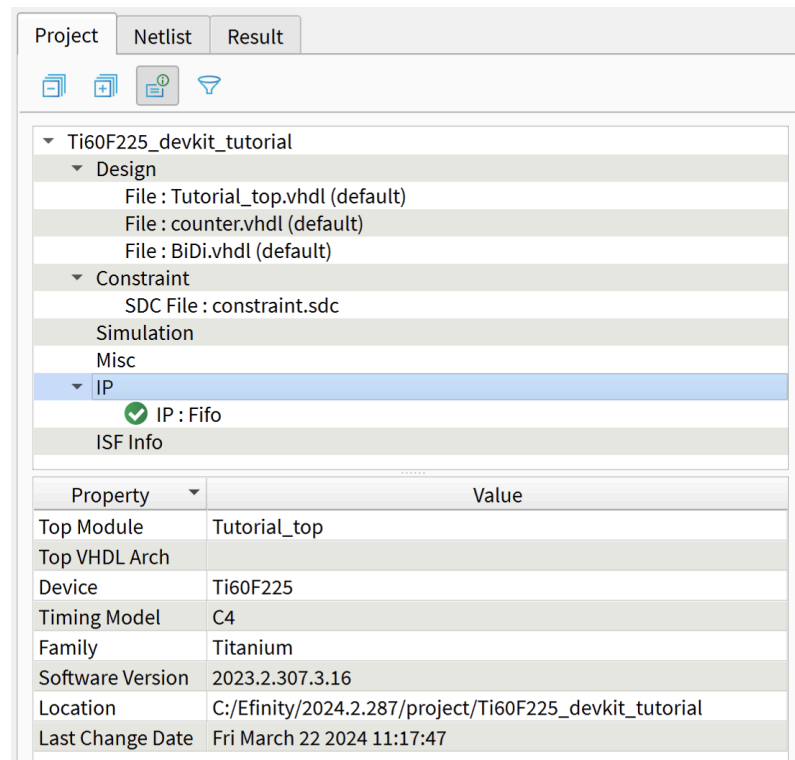 Project Netlist Result
Ti60F225_devkit_tutorial
Design
File : Tutorial_top.vhdl (default)
File : counter.vhdl (default)
File : BiDi.vhdl (default)
Constraint
SDC File : constraint.sdc
Simulation
Misc
IP
IP : Fifo
ISF Info
Property Value
Top Module Tutorial_top
Top VHDL Arch
Device Ti60F225
Timing Model C4
Family Titanium
Software Version 2023.2.307.3.16
Location C:/Efinity/2024.2.287/project/Ti60F225_devkit_tutorial
Last Change Date Fri March 22 2024 11:17:47